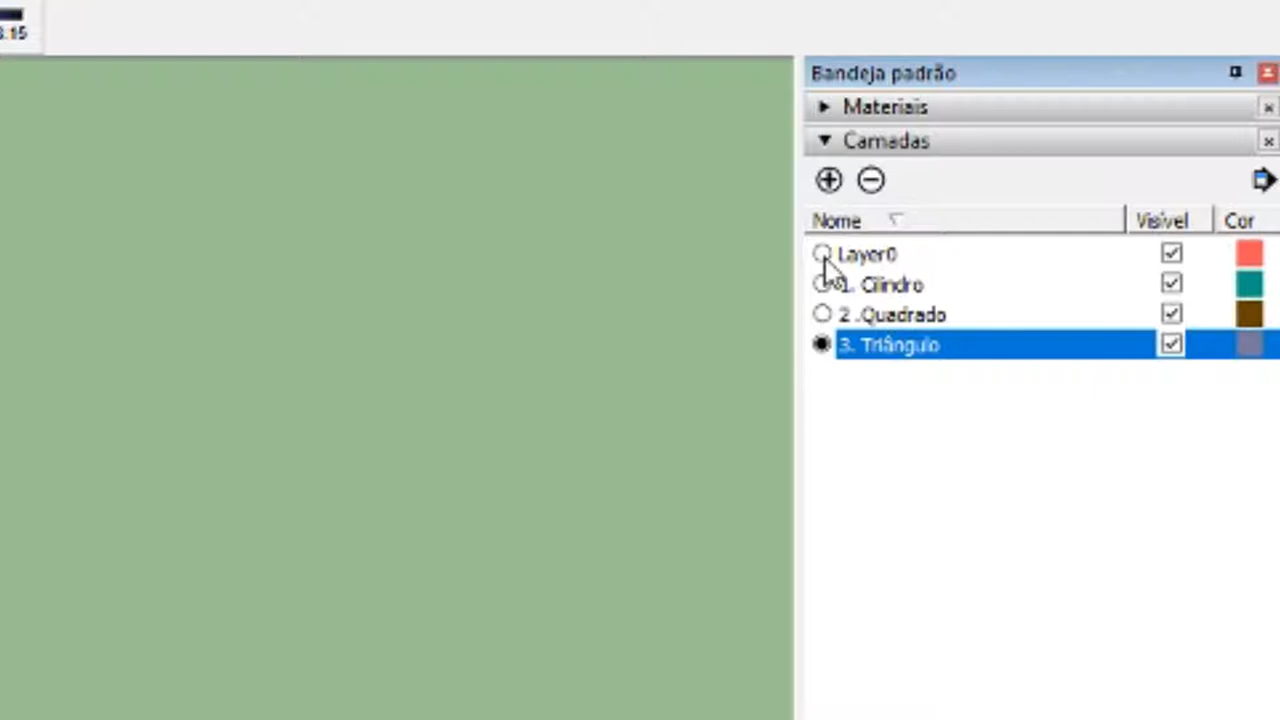 Bandeja padrão
Materiais
Camadas
Nome Visível Cor
Layer0
1. Cilindro
2 .Quadrado
3. Triângulo